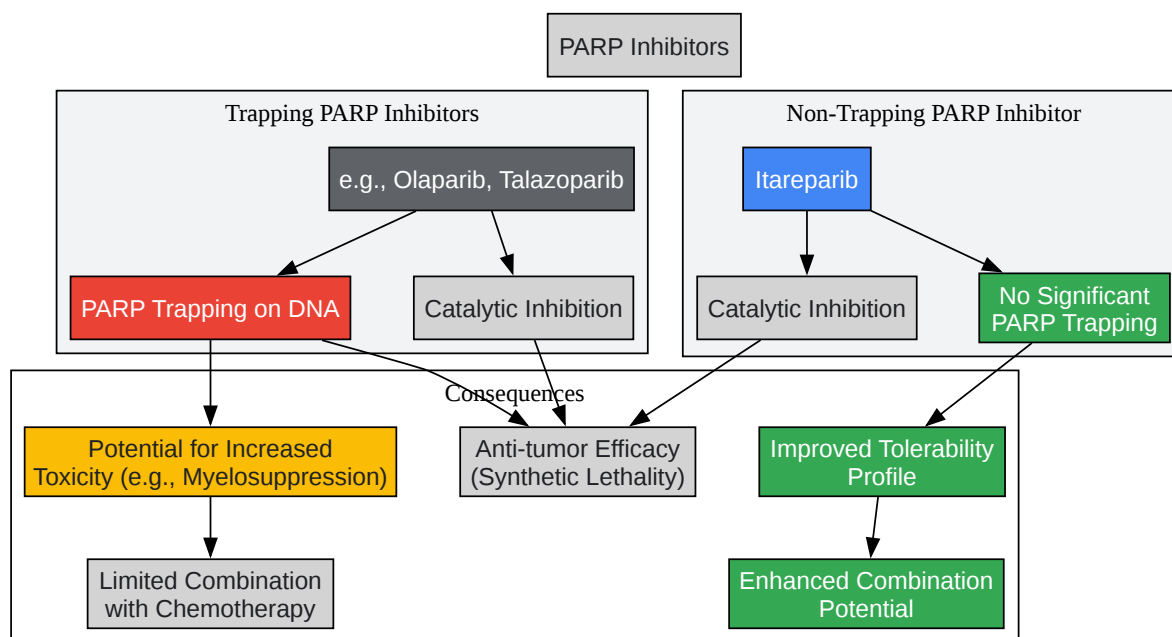 PARP Inhibitors
Trapping PARP Inhibitors
Non-Trapping PARP Inhibitor
e.g., Olaparib, Talazoparib
Itareparib
PARP Trapping on DNA
Catalytic Inhibition
Catalytic Inhibition
No Significant
PARP Trapping
Consequences
Potential for Increased
Toxicity (e.g., Myelosuppression)
Anti-tumor Efficacy
(Synthetic Lethality)
Improved Tolerability
Profile
Limited Combination
with Chemotherapy
Enhanced Combination
Potential